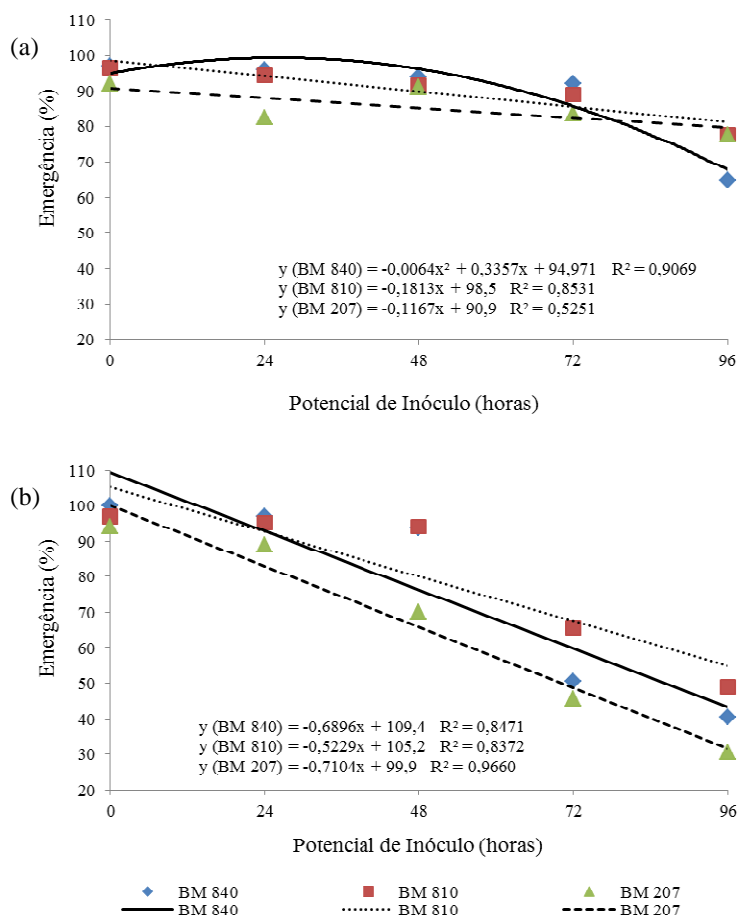 (a)
Emergência (%)
110
100
90
80
70
60
50
40
30
20
y (BM 840) = -0,0064x² + 0,3357x + 94,971 R² = 0,9069
y (BM 810) = -0,1813x + 98,5 R² = 0,8531
y (BM 207) = -0,1167x + 90,9 R² = 0,5251
0 24 48 72 96
Potencial de Inóculo (horas)
(b)
Emergência (%)
110
100
90
80
70
60
50
40
30
20
y (BM 840) = -0,6896x + 109,4 R² = 0,8471
y (BM 810) = -0,5229x + 105,2 R² = 0,8372
y (BM 207) = -0,7104x + 99,9 R² = 0,9660
0 24 48 72 96
Potencial de Inóculo (horas)
BM 840 BM 810 BM 207
BM 840 BM 810 BM 207